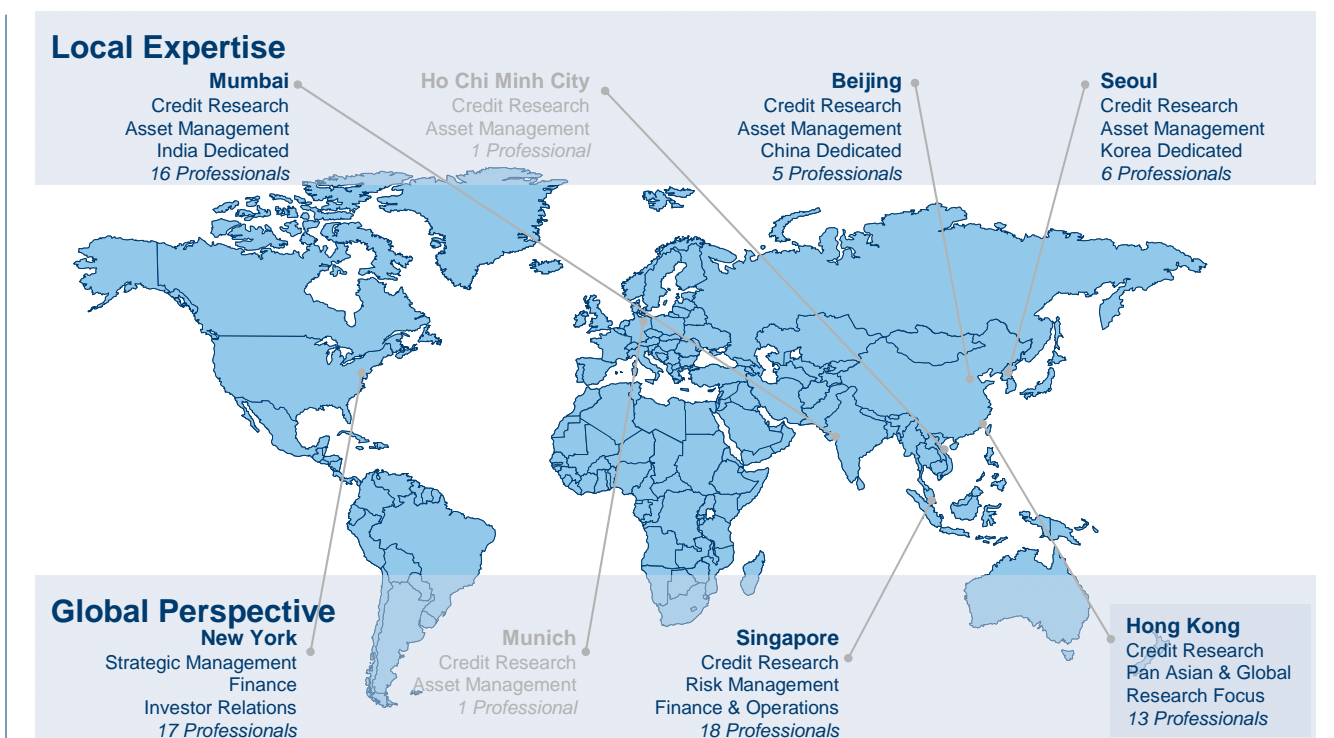 Local Expertise
Mumbai
Credit Research
Asset Management
India Dedicated
16 Professionals
Ho Chi Minh City
Credit Research
Asset Management
1 Professional
Beijing
Credit Research
Asset Management
China Dedicated
5 Professionals
Seoul
Credit Research
Asset Management
Korea Dedicated
6 Professionals
Global Perspective
New York
Strategic Management
Finance
Investor Relations
17 Professionals
Munich
Credit Research
Asset Management
1 Professional
Singapore
Credit Research
Risk Management
Finance & Operations
18 Professionals
Hong Kong
Credit Research
Pan Asian & Global
Research Focus
13 Professionals